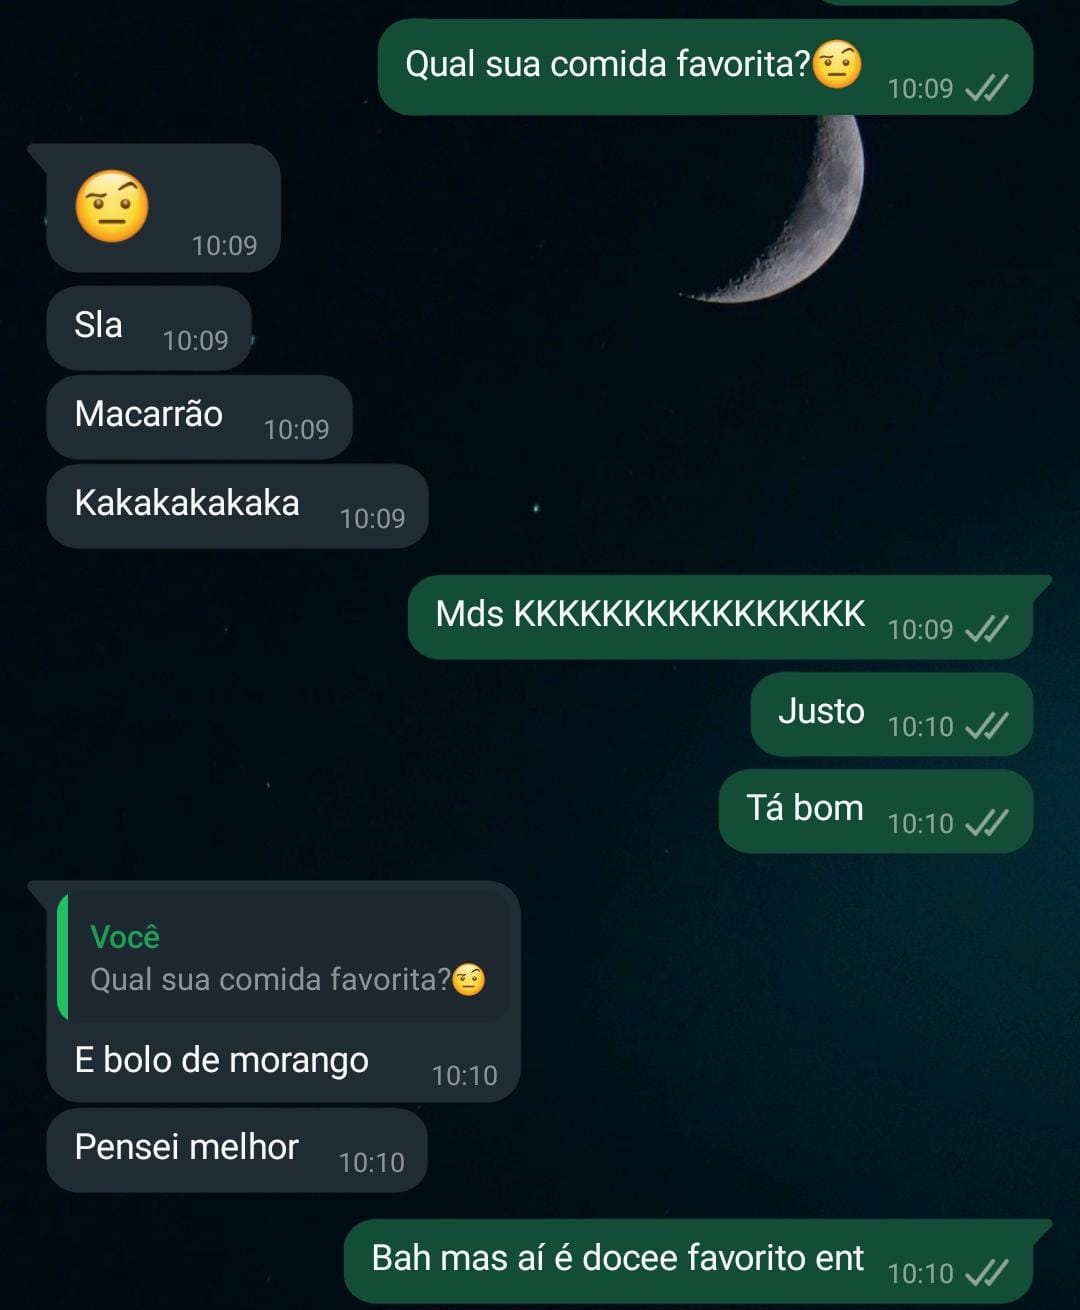 Qual sua comida favorita?🤨
10:09
🤨
10:09
Sla
10:09
Macarrão
10:09
Kakakakakaka
10:09
Mds KKKKKKKKKKKKKKKK
10:09
Justo
10:10
Tá bom
10:10
Você
Qual sua comida favorita?🤨
E bolo de morango
10:10
Pensei melhor
10:10
Bah mas aí é docee favorito ent
10:10